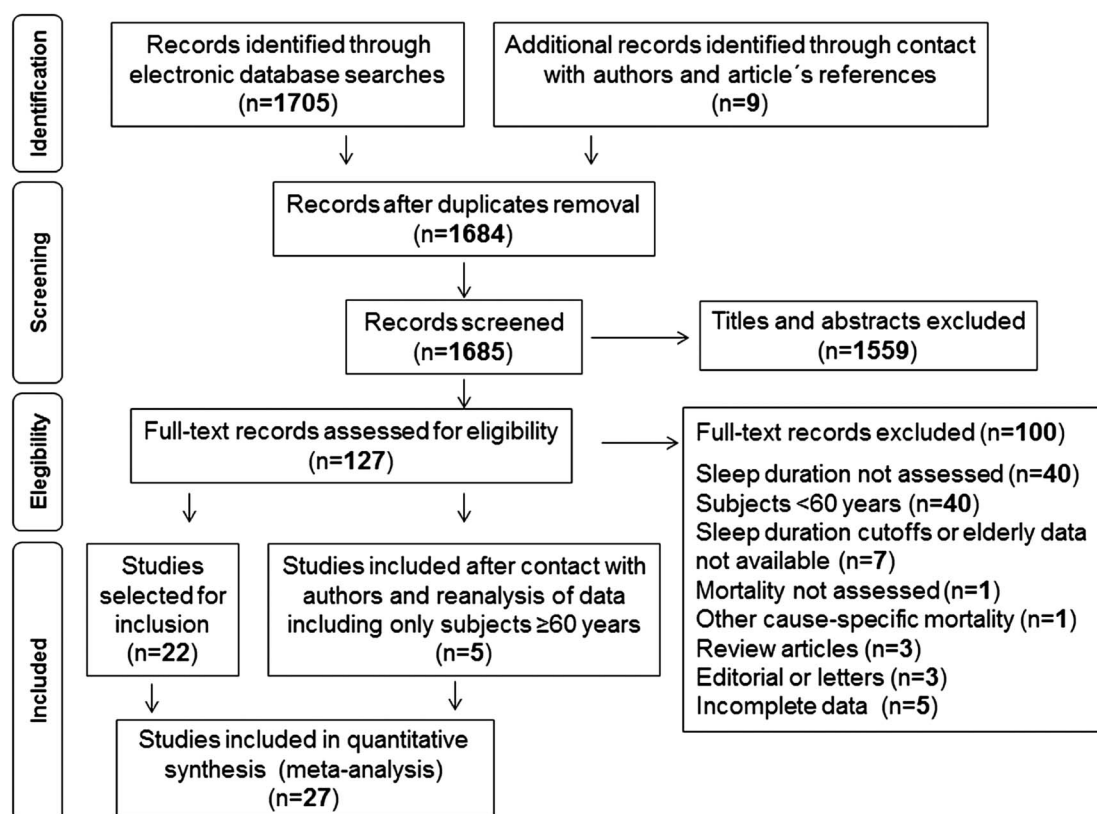 Identification
Records identified through
electronic database searches
(n=1705)
Additional records identified through contact
with authors and article´s references
(n=9)
Screening
Records after duplicates removal
(n=1684)
Records screened
(n=1685)
Titles and abstracts excluded
(n=1559)
Elegibility
Full-text records assessed for eligibility
(n=127)
Full-text records excluded (n=100)
Sleep duration not assessed (n=40)
Subjects <60 years (n=40)
Sleep duration cutoffs or elderly data
not available (n=7)
Mortality not assessed (n=1)
Other cause-specific mortality (n=1)
Review articles (n=3)
Editorial or letters (n=3)
Incomplete data (n=5)
Included
Studies
selected for
inclusion
(n=22)
Studies included after contact with
authors and reanalysis of data
including only subjects ≥60 years
(n=5)
Studies included in quantitative
synthesis (meta-analysis)
(n=27)